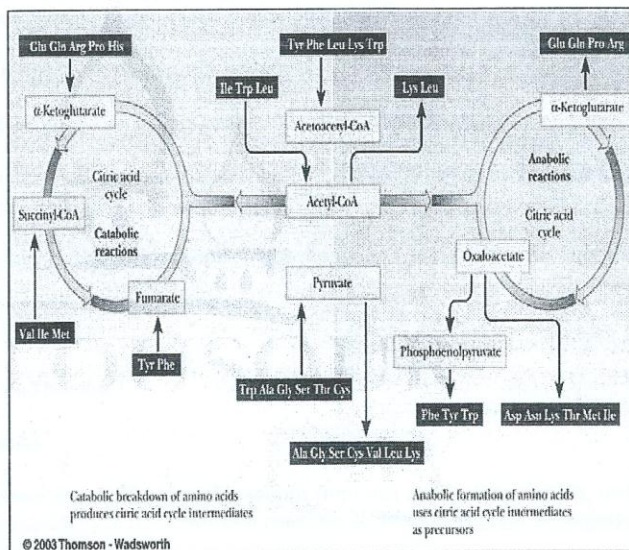 Glu Gln Arg Pro His
Tyr Phe Leu Lys Trp
Glu Gln Pro Arg
Ile Trp Leu
Lys Leu
α-Ketoglutarate
Acetoacetyl-CoA
α-Ketoglutarate
Citric acid
cycle
Anabolic
reactions
Succinyl-CoA
Acetyl-CoA
Citric acid
cycle
Catabolic
reactions
Oxaloacetate
Pyruvate
Fumarate
Val Ile Met
Tyr Phe
Phosphoenolpyruvate
Trp Ala Gly Ser Thr Cys
Phe Tyr Trp
Asp Asn Lys Thr Met Ile
Ala Gly Ser Cys Val Leu Lys
Catabolic breakdown of amino acids
produces citric acid cycle intermediates
Anabolic formation of amino acids
uses citric acid cycle intermediates
as precursors
© 2003 Thomson - Wadsworth